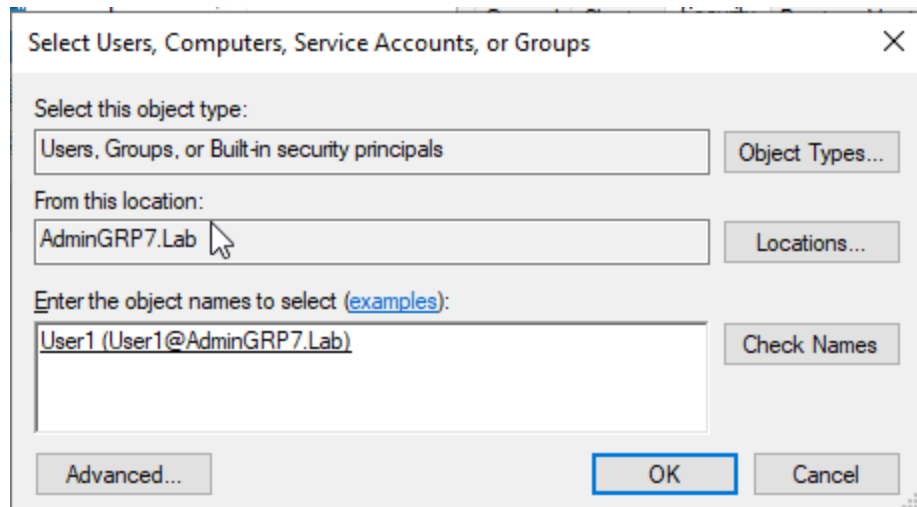 Select Users, Computers, Service Accounts, or Groups
Select this object type:
Users, Groups, or Built-in security principals
Object Types...
From this location:
AdminGRP7.Lab
Locations...
Enter the object names to select (examples):
User1 (User1@AdminGRP7.Lab)
Check Names
Advanced...
OK
Cancel